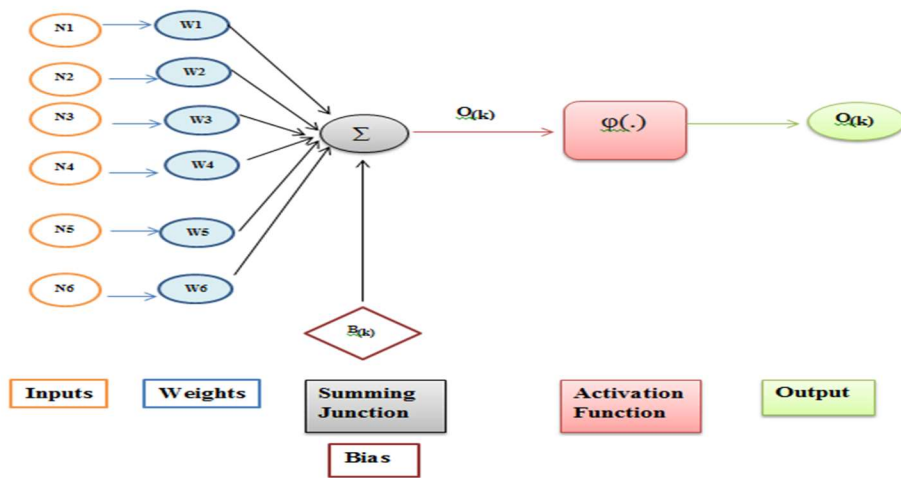 N1 W1
N2 W2
N3 W3
N4 W4
N5 W5
N6 W6
Σ
O(k)
φ(.)
O(k)
B(k)
Inputs
Weights
Summing
Junction
Activation
Function
Output
Bias